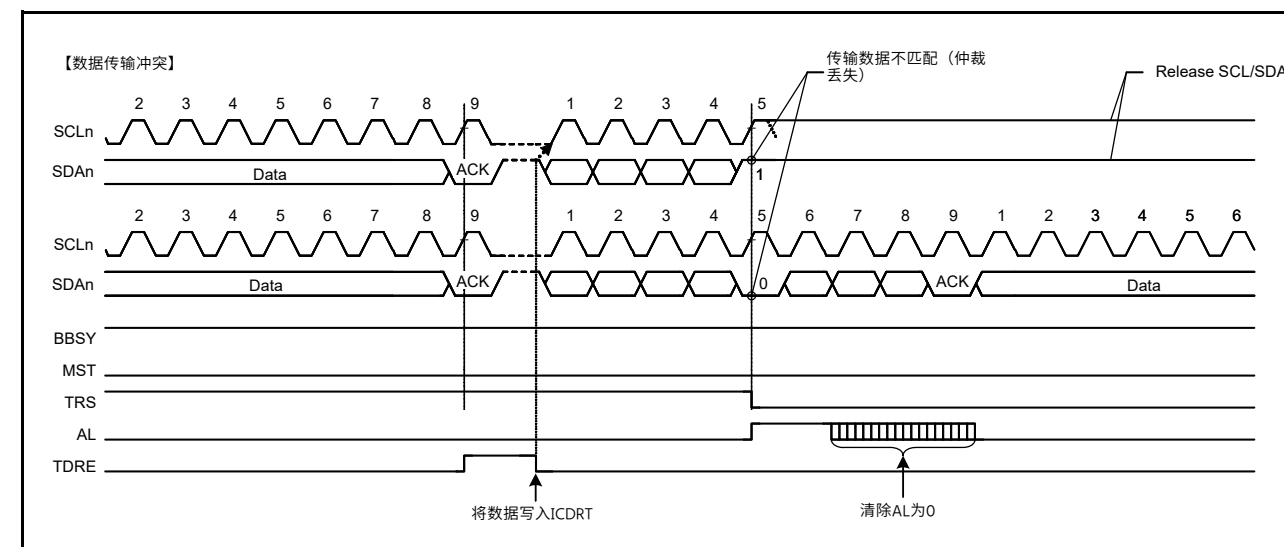 【数据传输冲突】
传输数据不匹配（仲裁
丢失）
Release SCL/SDA
2 3 4 5 6 7 8 9 1 2 3 4 5
SCLn
SDAn Data ACK 1
2 3 4 5 6 7 8 9 1 2 3 4 5 6 7 8 9 1 2 3 4 5 6
SCLn
SDAn Data ACK 0 ACK Data
BBSY
MST
TRS
AL
TDRE
将数据写入ICDRT
清除AL为0